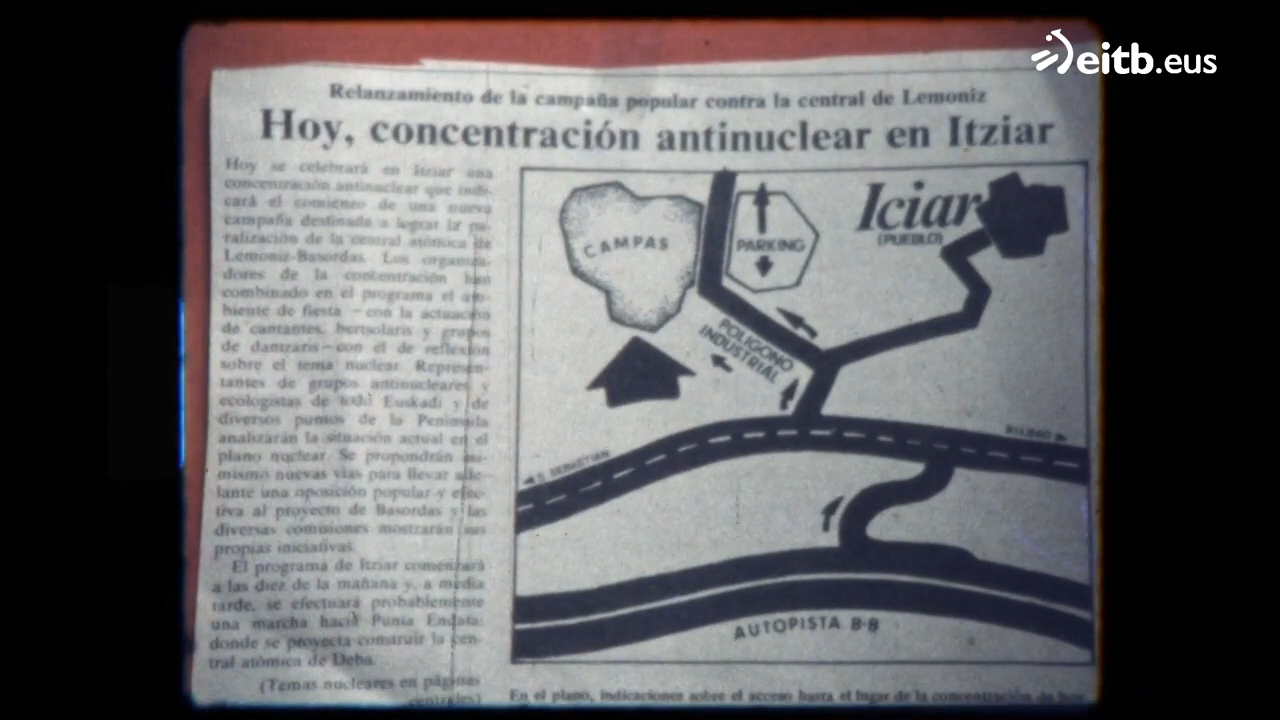 eitb.eus
Relanzamiento de la campaña popular contra la central de Lemoniz
Hoy, concentración antinuclear en Itziar
Hoy se celebrará en Itziar una
concentración antinuclear que indi-
cará el comienzo de una nueva
campaña destinada a lograr la pa-
ralización de la central atómica de
Lemoniz-Basordas. Los organiza-
dores de la concentración han
combinado en el programa el am-
biente de fiesta —con la actuación
de cantantes, bertsolaris y grupos
de dantzaris— con el de reflexión
sobre el tema nuclear. Represen-
tantes de grupos antinucleares y
ecologistas de todo Euskadi y de
diversos puntos de la Península
analizarán la situación actual en el
plano nuclear. Se propondrán asi-
mismo nuevas vías para llevar ade-
lante una oposición popular y efec-
tiva al proyecto de Basordas y las
diversas comisiones mostrarán sus
propias iniciativas.
El programa de Itziar comenzará
a las diez de la mañana y, a media
tarde, se efectuará probablemente
una marcha hacia Punta Endata,
donde se proyecta construir la cen-
tral atómica de Deba.
(Temas nucleares en páginas
centrales)
CAMPAS
PARKING
Iciar
(PUEBLO)
POLIGONO
INDUSTRIAL
S. SEBASTIAN
BILBAO
AUTOPISTA B-B
En el plano, indicaciones sobre el acceso hasta el lugar de la concentración de hoy